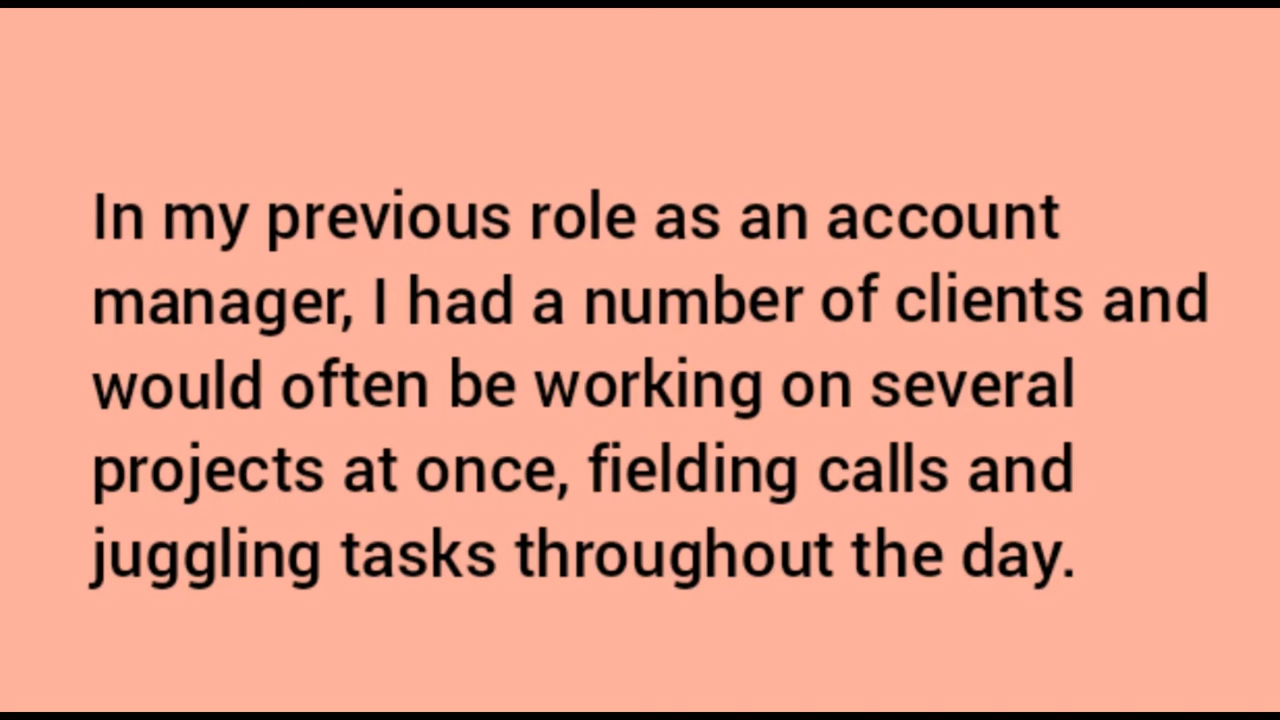 In my previous role as an account
manager, I had a number of clients and
would often be working on several
projects at once, fielding calls and
juggling tasks throughout the day.